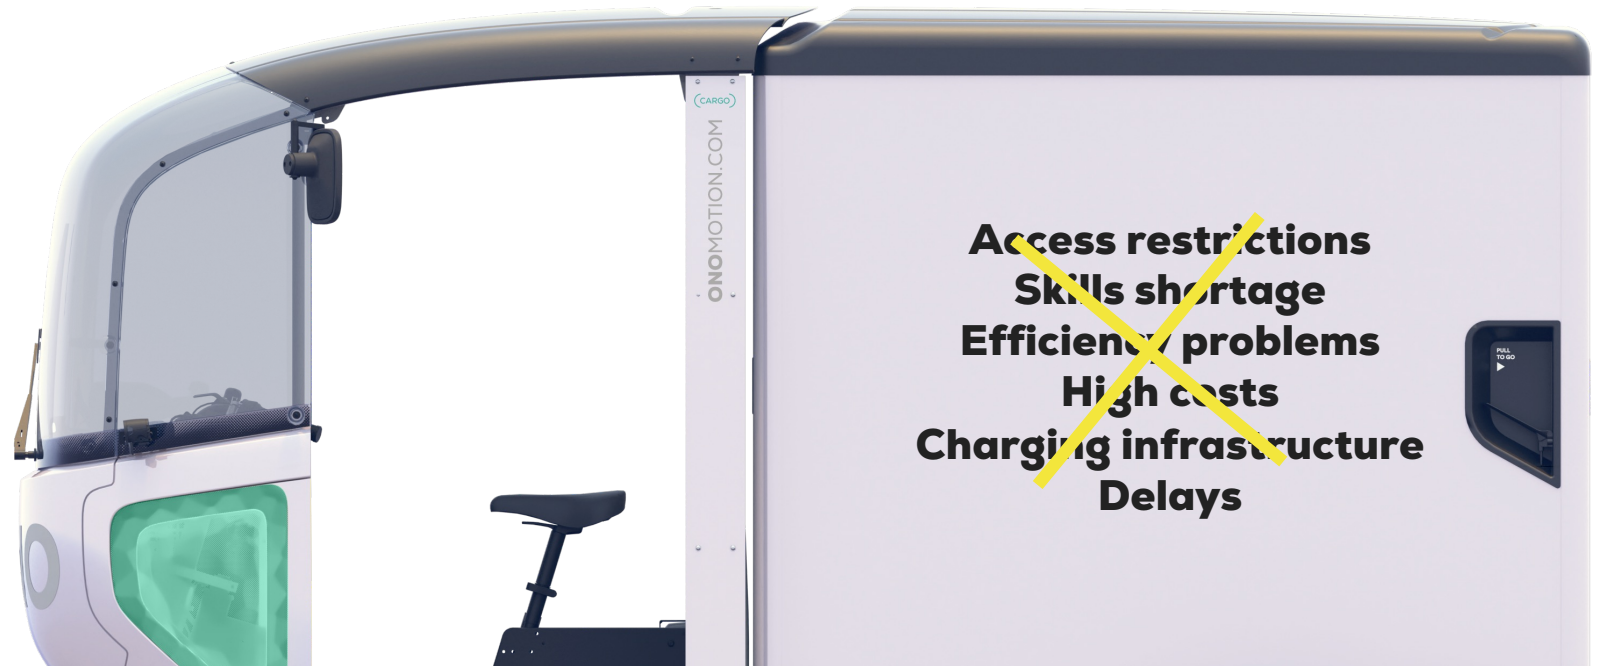 (CARGO)
ONOMOTION.COM
Access restrictions
Skills shortage
Efficiency problems
High costs
Charging infrastructure
Delays
PULL
TO GO
O